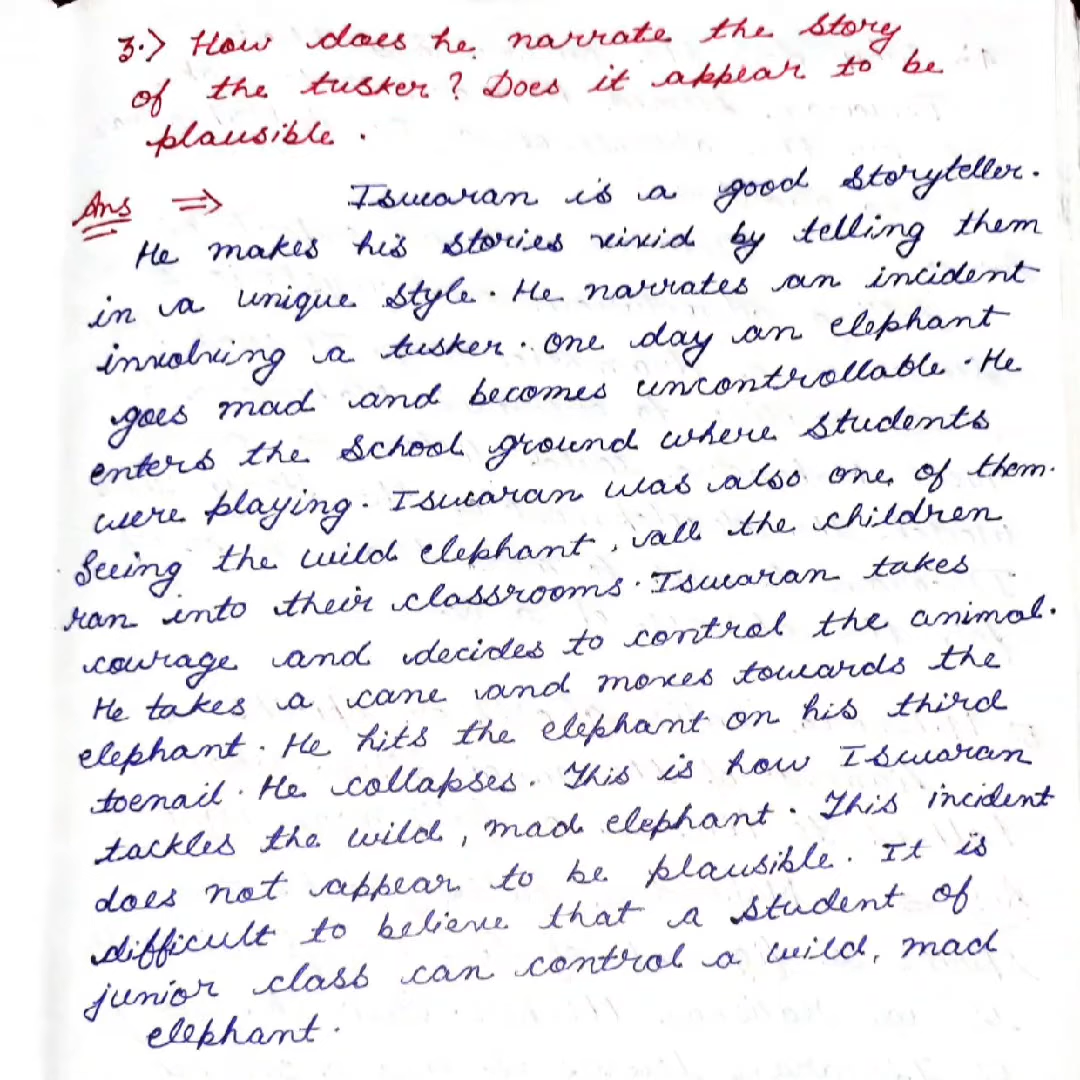 3.> How does he narrate the story
of the tusker? Does it appear to be
plausible.
Ans ⇒ Iswaran is a good storyteller.
He makes his stories vivid by telling them
in a unique style. He narrates an incident
involving a tusker. One day an elephant
goes mad and becomes uncontrollable. He
enters the school ground where students
were playing. Iswaran was also one of them.
Seeing the wild elephant, all the children
ran into their classrooms. Iswaran takes
courage and decides to control the animal.
He takes a cane and moves towards the
elephant. He hits the elephant on his third
toenail. He collapses. This is how Iswaran
tackles the wild, mad elephant. This incident
does not appear to be plausible. It is
difficult to believe that a student of
junior class can control a wild, mad
elephant.